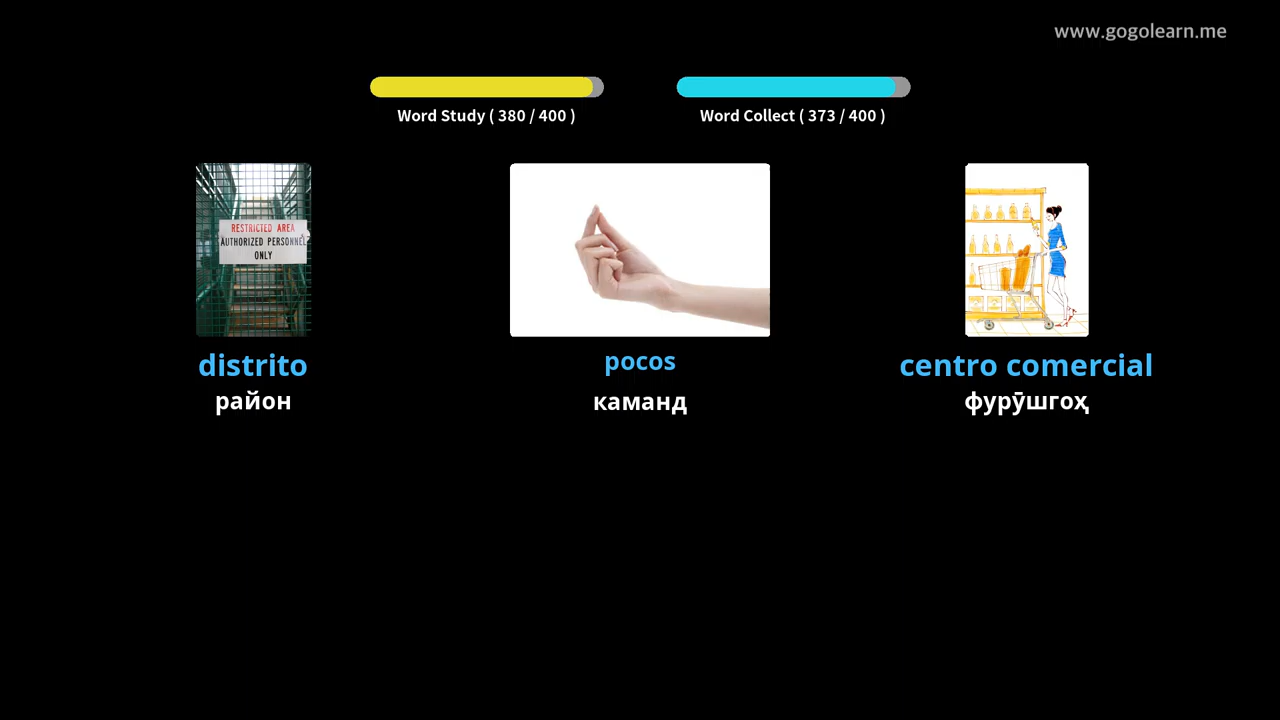 www.gogolearn.me
Word Study ( 380 / 400 )
Word Collect ( 373 / 400 )
RESTRICTED AREA
AUTHORIZED PERSONNEL
ONLY
distrito
район
pocos
каманд
centro comercial
фурӯшгоҳ